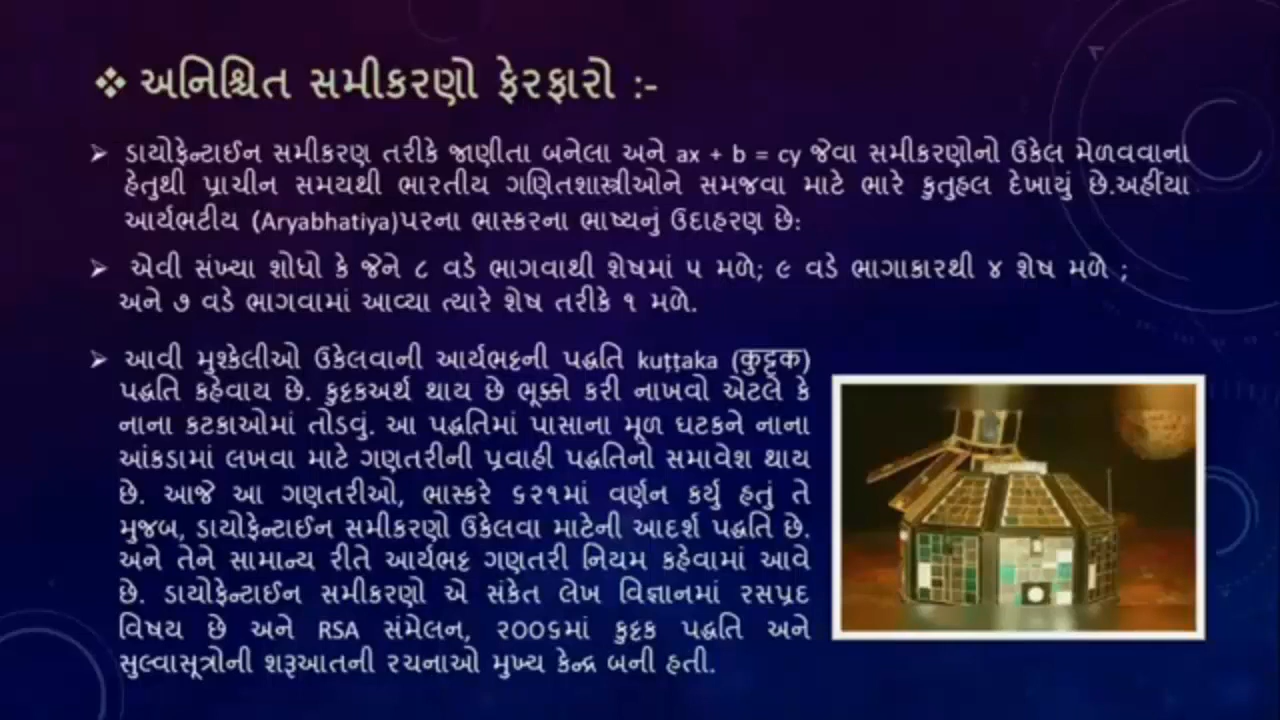 ❖ અનિશ્ચિત સમીકરણો ફેરફારો :-
➢ ડાયોફેન્ટાઈન સમીકરણ તરીકે જાણીતા બનેલા અને ax + b = cy જેવા સમીકરણોનો ઉકેલ મેળવવાના
હેતુથી પ્રાચીન સમયથી ભારતીય ગણિતશાસ્ત્રીઓને સમજવા માટે ભારે કુતુહલ દેખાયું છે.અહીંયા
આર્યભટીય (Aryabhatiya)પરના ભાસ્કરના ભાષ્યનું ઉદાહરણ છે:
➢ એવી સંખ્યા શોધો કે જેને ૮ વડે ભાગવાથી શેષમાં ૫ મળે; ૯ વડે ભાગાકારથી ૪ શેષ મળે ;
અને ૭ વડે ભાગવામાં આવ્યા ત્યારે શેષ તરીકે ૧ મળે.
➢ આવી મુશ્કેલીઓ ઉકેલવાની આર્યભટ્ટની પદ્ધતિ kuṭṭaka (कुट्टक)
પદ્ધતિ કહેવાય છે. કુટ્ટકઅર્થ થાય છે ભૂક્કો કરી નાખવો એટલે કે
નાના કટકાઓમાં તોડવું. આ પદ્ધતિમાં પાસાના મૂળ ઘટકને નાના
આંકડામાં લખવા માટે ગણતરીની પ્રવાહી પદ્ધતિનો સમાવેશ થાય
છે. આજે આ ગણતરીઓ, ભાસ્કરે ૬૨૧માં વર્ણન કર્યુ હતું તે
મુજબ, ડાયોફેન્ટાઈન સમીકરણો ઉકેલવા માટેની આદર્શ પદ્ધતિ છે.
અને તેને સામાન્ય રીતે આર્યભટ્ટ ગણતરી નિયમ કહેવામાં આવે
છે. ડાયોફેન્ટાઈન સમીકરણો એ સંકેત લેખ વિજ્ઞાનમાં રસપ્રદ
વિષય છે અને RSA સંમેલન, ૨૦૦૬માં કુટ્ટક પદ્ધતિ અને
સુલ્વાસૂત્રોની શરૂઆતની રચનાઓ મુખ્ય કેન્દ્ર બની હતી.